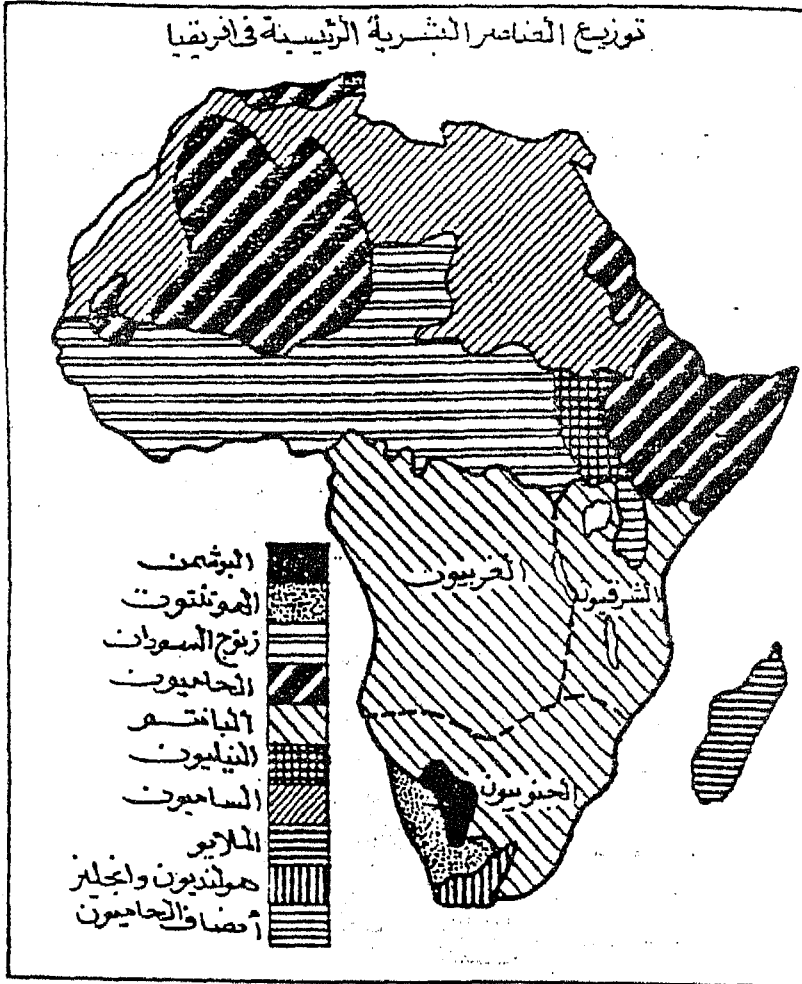 توزيع العناصر البشرية الرئيسية فى افريقيا
الغربيون
الشرقيون
الجنوبيون
البوشمن
الهوتنتوت
زنوج السودان
الحاميون
البانتو
النيليون
الساميون
الملايو
هولنديون وانجليز
أنصاف الحاميون